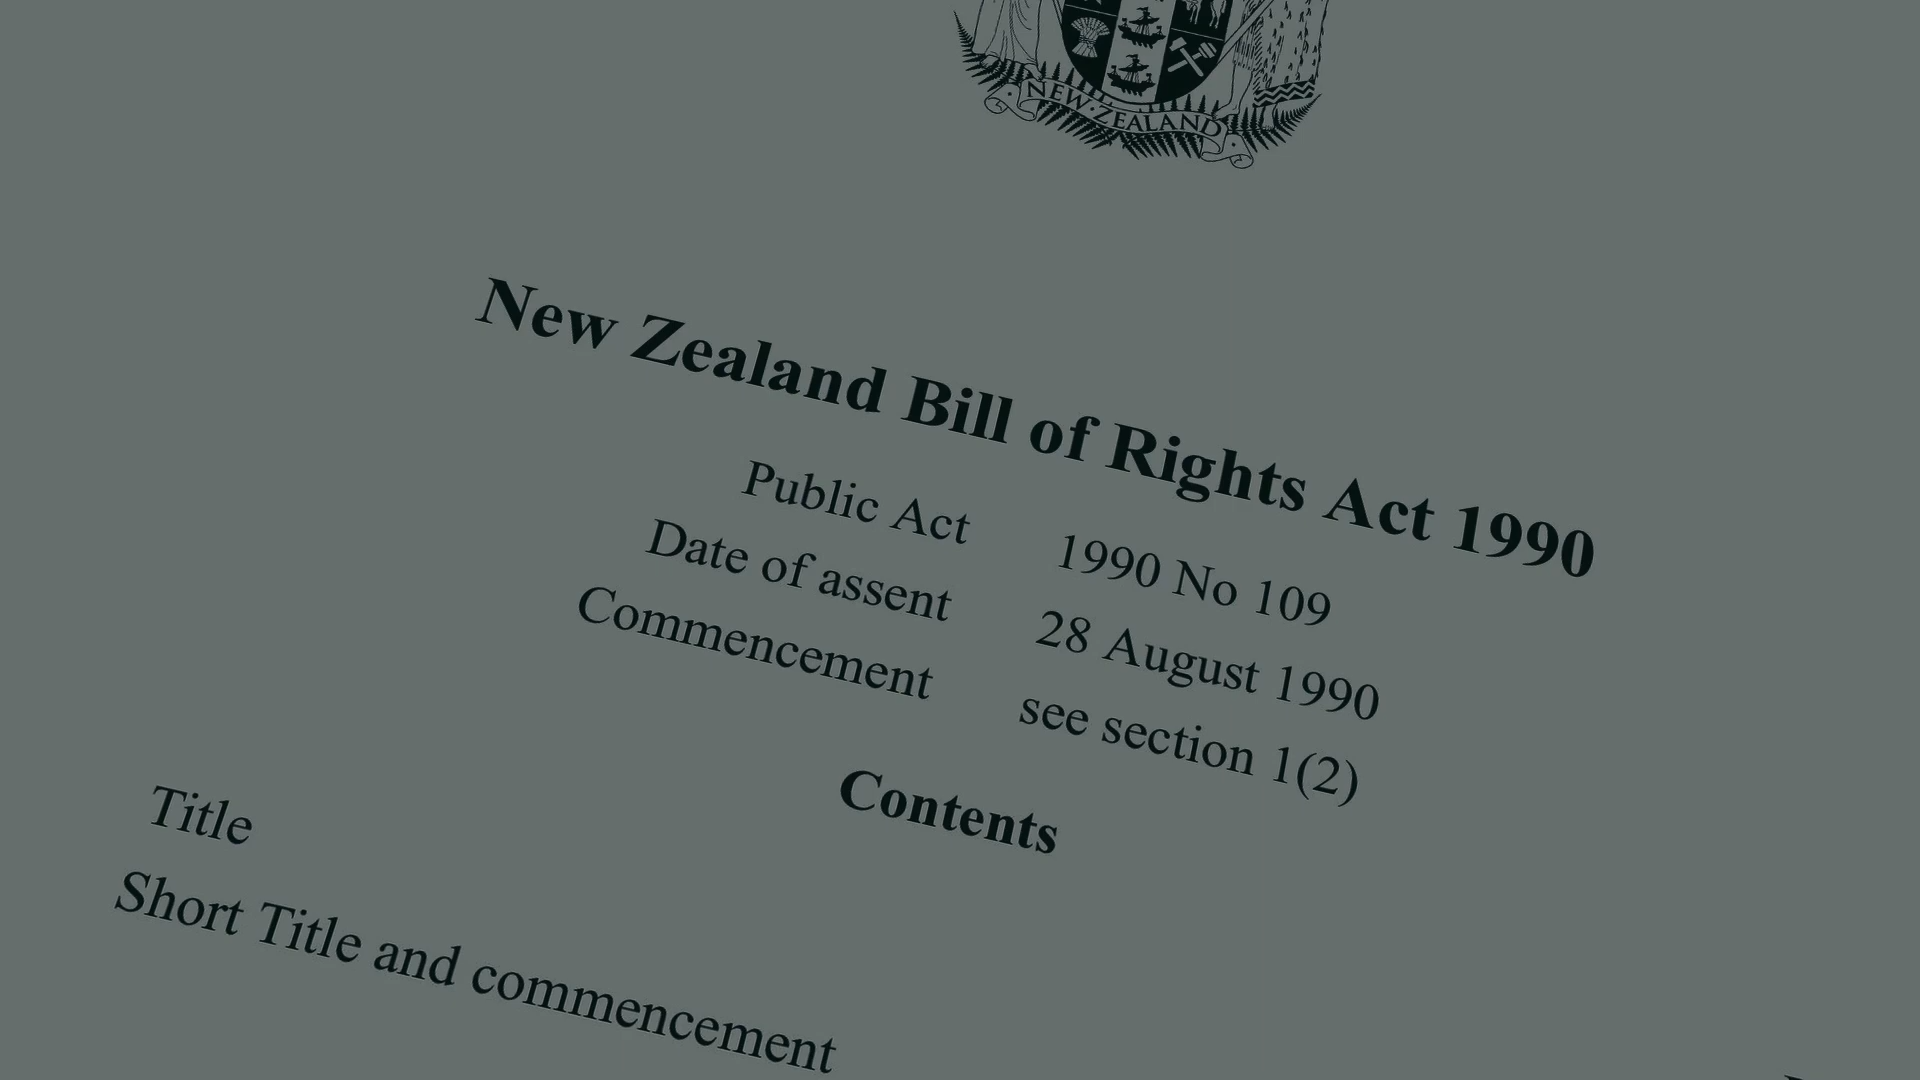 NEW·ZEALAND
New Zealand Bill of Rights Act 1990
Public Act 1990 No 109
Date of assent 28 August 1990
Commencement see section 1(2)
Contents
Title
Short Title and commencement